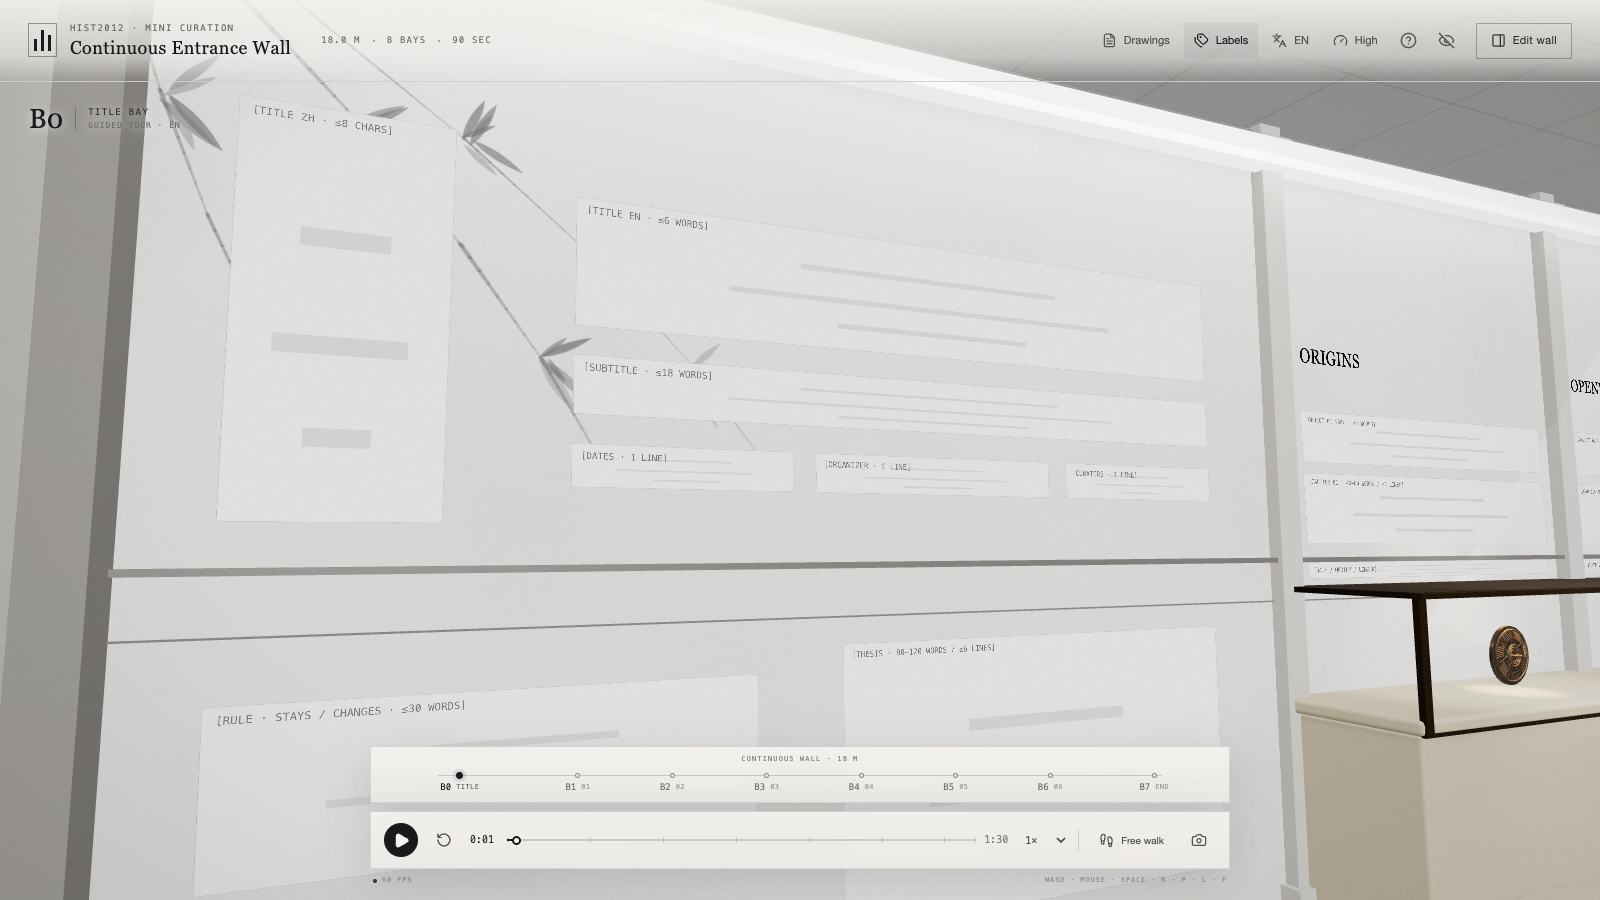 HIST2012 · MINI CURATION
Continuous Entrance Wall
18.0 M · 8 BAYS · 90 SEC
Drawings
Labels
EN
High
Edit wall
B0
TITLE BAY
GUIDED TOUR · EN
[TITLE ZH · ≤8 CHARS]
[TITLE EN · ≤6 WORDS]
[SUBTITLE · ≤18 WORDS]
[DATES · 1 LINE]
[ORGANIZER · 1 LINE]
CURATORS · 1 LINE]
ORIGINS
[RULE · STAYS / CHANGES · ≤30 WORDS]
[THESIS · 80–120 WORDS / ≤6 LINES]
CONTINUOUS WALL · 18 M
B0 TITLE
B1 01
B2 02
B3 03
B4 04
B5 05
B6 06
B7 END
0:01
1:30
1×
Free walk
60 FPS
WASD · MOUSE · SPACE · R · P · L · F